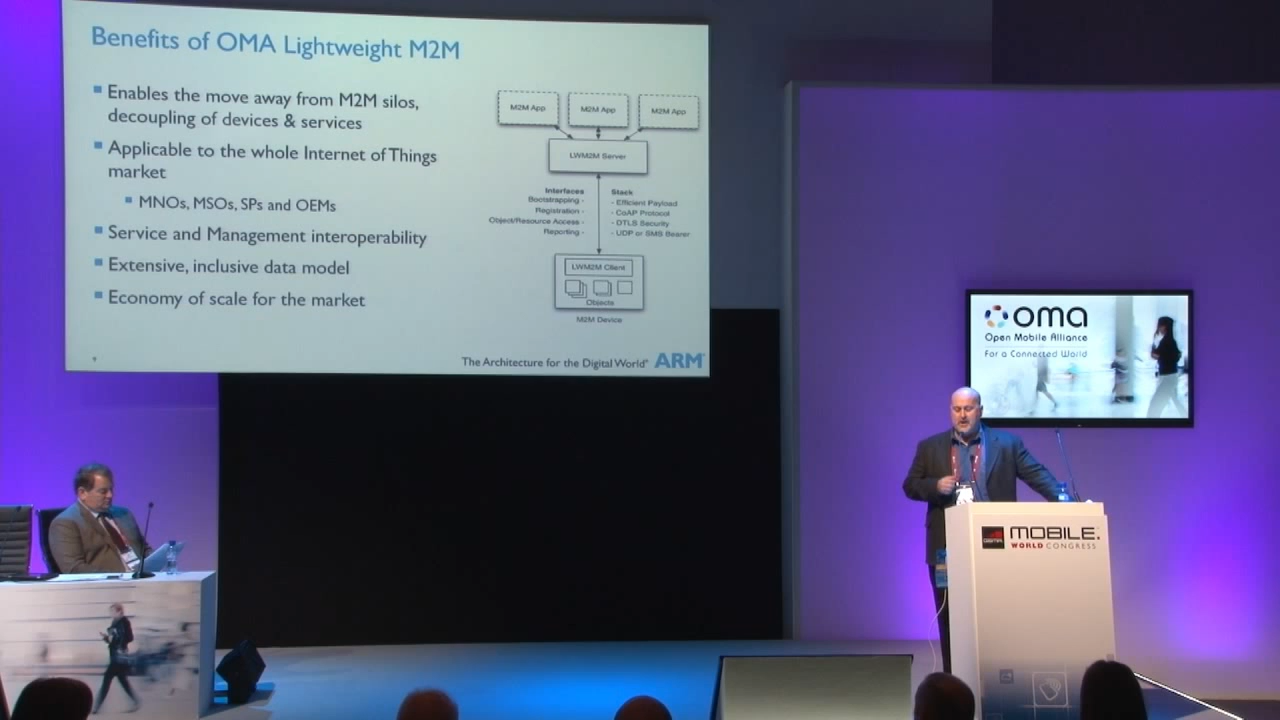 Benefits of OMA Lightweight M2M
Enables the move away from M2M silos,
decoupling of devices & services
Applicable to the whole Internet of Things
market
MNOs, MSOs, SPs and OEMs
Service and Management interoperability
Extensive, inclusive data model
Economy of scale for the market
M2M App
M2M App
M2M App
LWM2M Server
Interfaces
Bootstrapping -
Registration -
Object/Resource Access -
Reporting -
Stack
- Efficient Payload
- CoAP Protocol
- DTLS Security
- UDP or SMS Bearer
LWM2M Client
Objects
M2M Device
9
The Architecture for the Digital World®
ARM®
oma
Open Mobile Alliance
For a Connected World
GSMA
MOBILE
WORLD CONGRESS